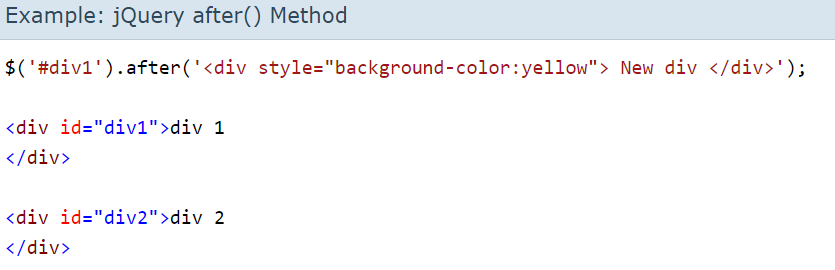 Example: jQuery after() Method
$('#div1').after('<div style="background-color:yellow"> New div </div>');
<div id="div1">div 1
</div>
<div id="div2">div 2
</div>